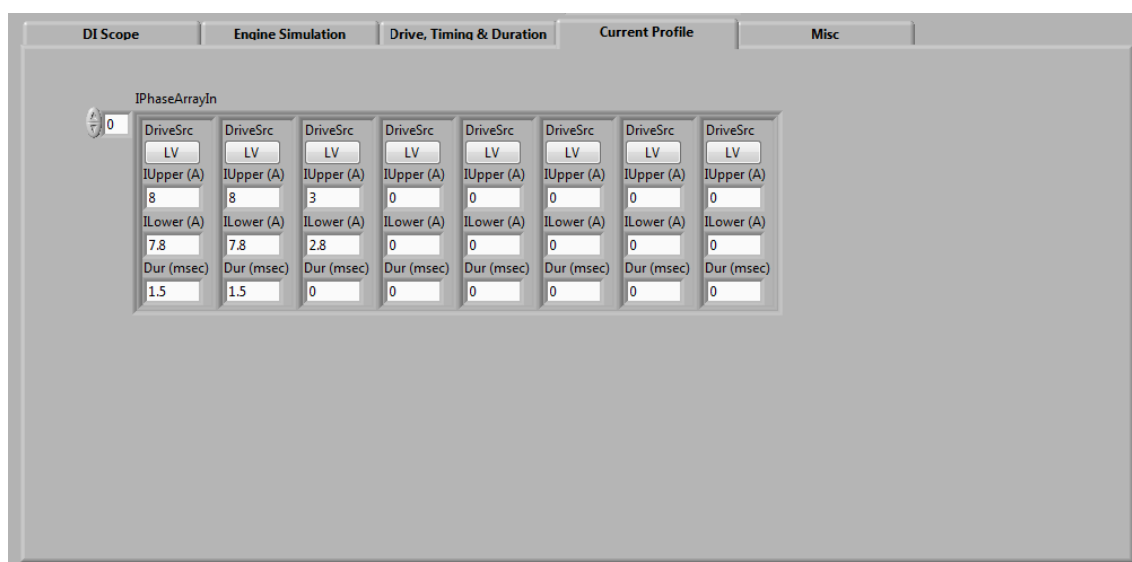 DI Scope Engine Simulation Drive, Timing & Duration Current Profile Misc
IPhaseArrayIn
0
DriveSrc DriveSrc DriveSrc DriveSrc DriveSrc DriveSrc DriveSrc DriveSrc
LV LV LV LV LV LV LV LV
IUpper (A) IUpper (A) IUpper (A) IUpper (A) IUpper (A) IUpper (A) IUpper (A) IUpper (A)
8 8 3 0 0 0 0 0
ILower (A) ILower (A) ILower (A) ILower (A) ILower (A) ILower (A) ILower (A) ILower (A)
7.8 7.8 2.8 0 0 0 0 0
Dur (msec) Dur (msec) Dur (msec) Dur (msec) Dur (msec) Dur (msec) Dur (msec) Dur (msec)
1.5 1.5 0 0 0 0 0 0